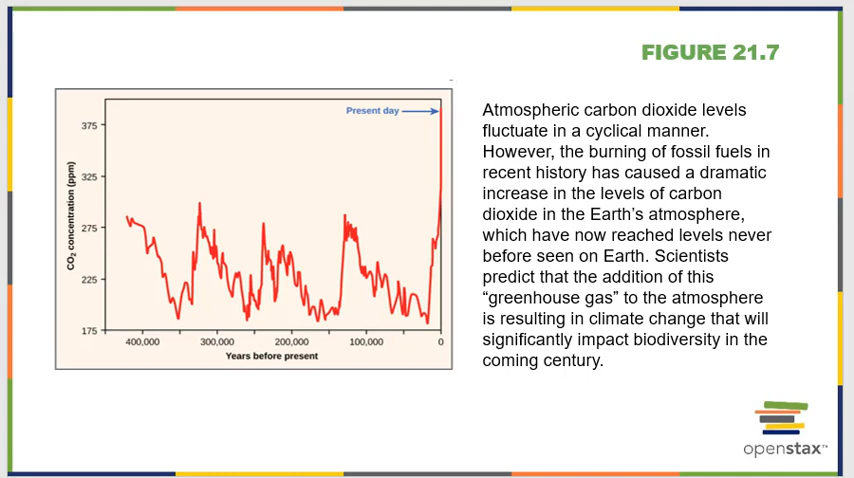 FIGURE 21.7
Present day
375
325
275
225
175
CO2 concentration (ppm)
400,000 300,000 200,000 100,000 0
Years before present
Atmospheric carbon dioxide levels
fluctuate in a cyclical manner.
However, the burning of fossil fuels in
recent history has caused a dramatic
increase in the levels of carbon
dioxide in the Earth’s atmosphere,
which have now reached levels never
before seen on Earth. Scientists
predict that the addition of this
“greenhouse gas” to the atmosphere
is resulting in climate change that will
significantly impact biodiversity in the
coming century.
openstax™